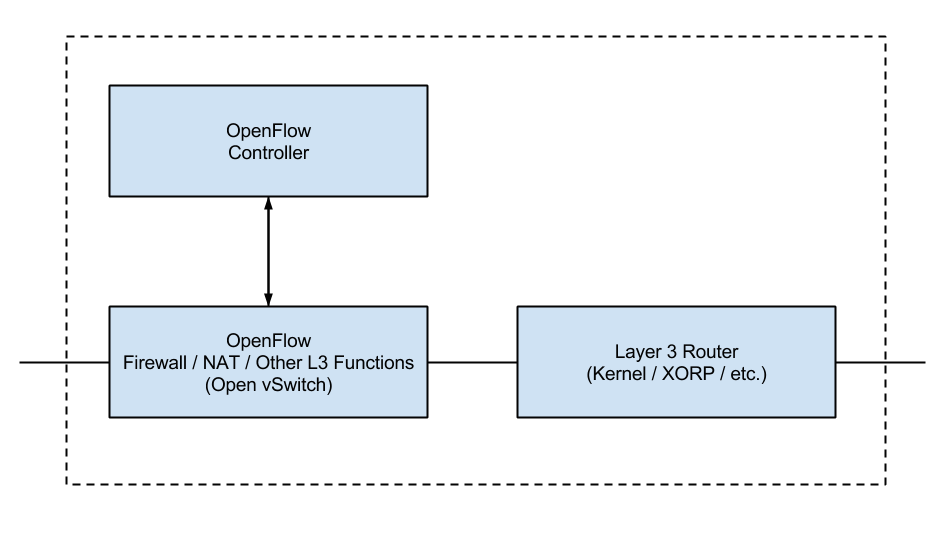 OpenFlow
Controller
OpenFlow
Firewall / NAT / Other L3 Functions
(Open vSwitch)
Layer 3 Router
(Kernel / XORP / etc.)